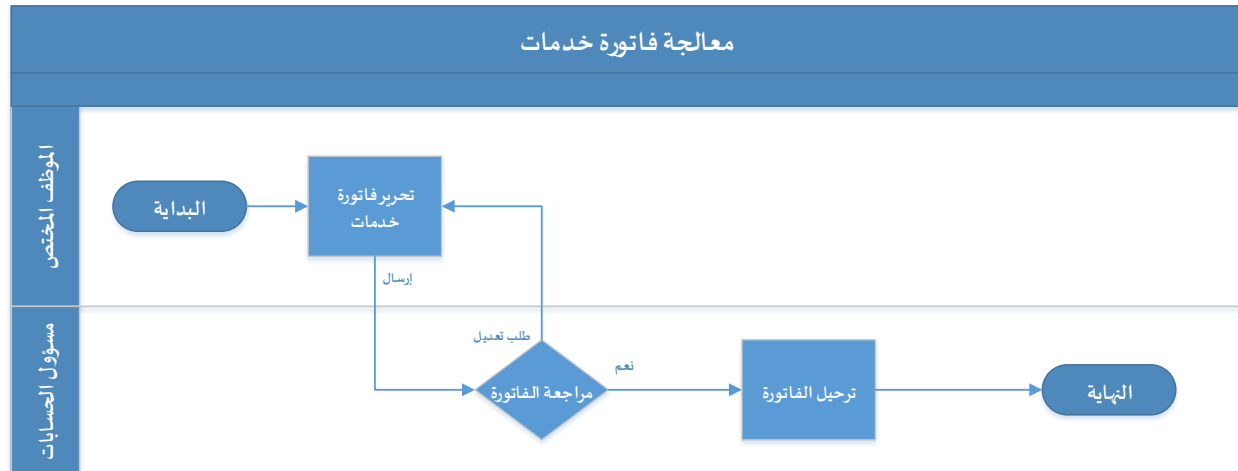 معالجة فاتورة خدمات
الموظف المختص
البداية
تحرير فاتورة
خدمات
إرسال
مسؤول الحسابات
طلب تعديل
مراجعة الفاتورة
نعم
ترحيل الفاتورة
النهاية